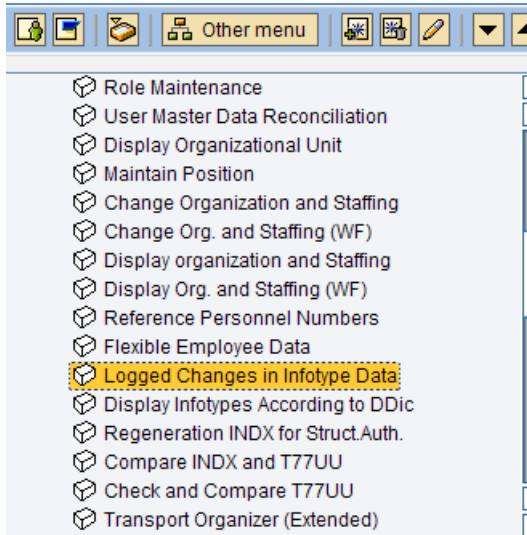 Other menu
Role Maintenance
User Master Data Reconciliation
Display Organizational Unit
Maintain Position
Change Organization and Staffing
Change Org. and Staffing (WF)
Display organization and Staffing
Display Org. and Staffing (WF)
Reference Personnel Numbers
Flexible Employee Data
Logged Changes in Infotype Data
Display Infotypes According to DDic
Regeneration INDX for Struct.Auth.
Compare INDX and T77UU
Check and Compare T77UU
Transport Organizer (Extended)